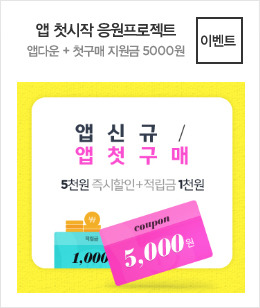 앱 첫시작 응원프로젝트
앱다운 + 첫구매 지원금 5000원
이벤트
앱 신 규 /
앱 첫 구 매
5천원 즉시할인+적립금 1천원
₩
적립금
1,000
coupon
5,000원